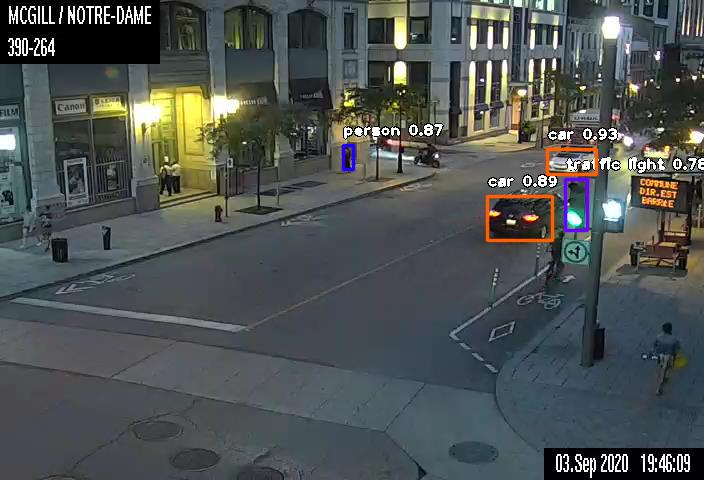 MCGILL / NOTRE-DAME
390-264
person 0.87
car 0.93
traffic light 0.78
car 0.89
FILM
Canon
COMMUNE
DIR.EST
BARRÉE
03.Sep 2020 19:46:09